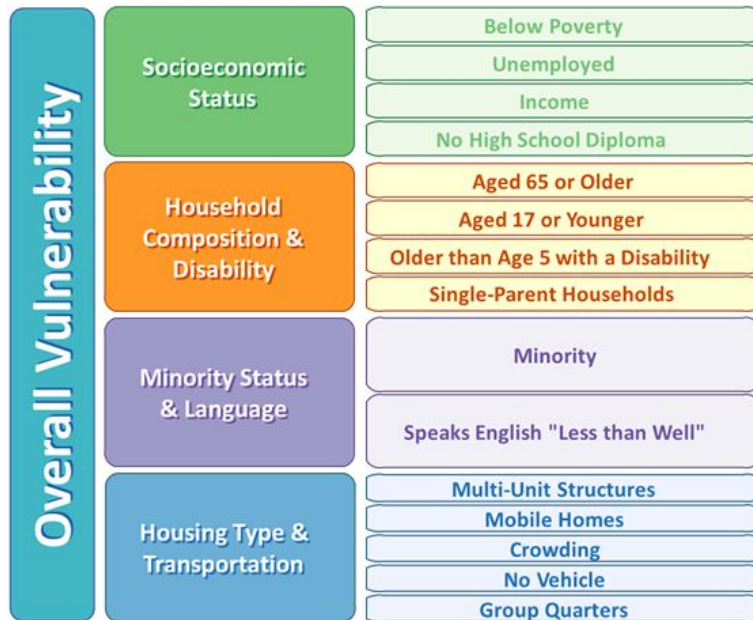 Overall Vulnerability
Socioeconomic
Status
Below Poverty
Unemployed
Income
No High School Diploma
Household
Composition &
Disability
Aged 65 or Older
Aged 17 or Younger
Older than Age 5 with a Disability
Single-Parent Households
Minority Status
& Language
Minority
Speaks English "Less than Well"
Housing Type &
Transportation
Multi-Unit Structures
Mobile Homes
Crowding
No Vehicle
Group Quarters